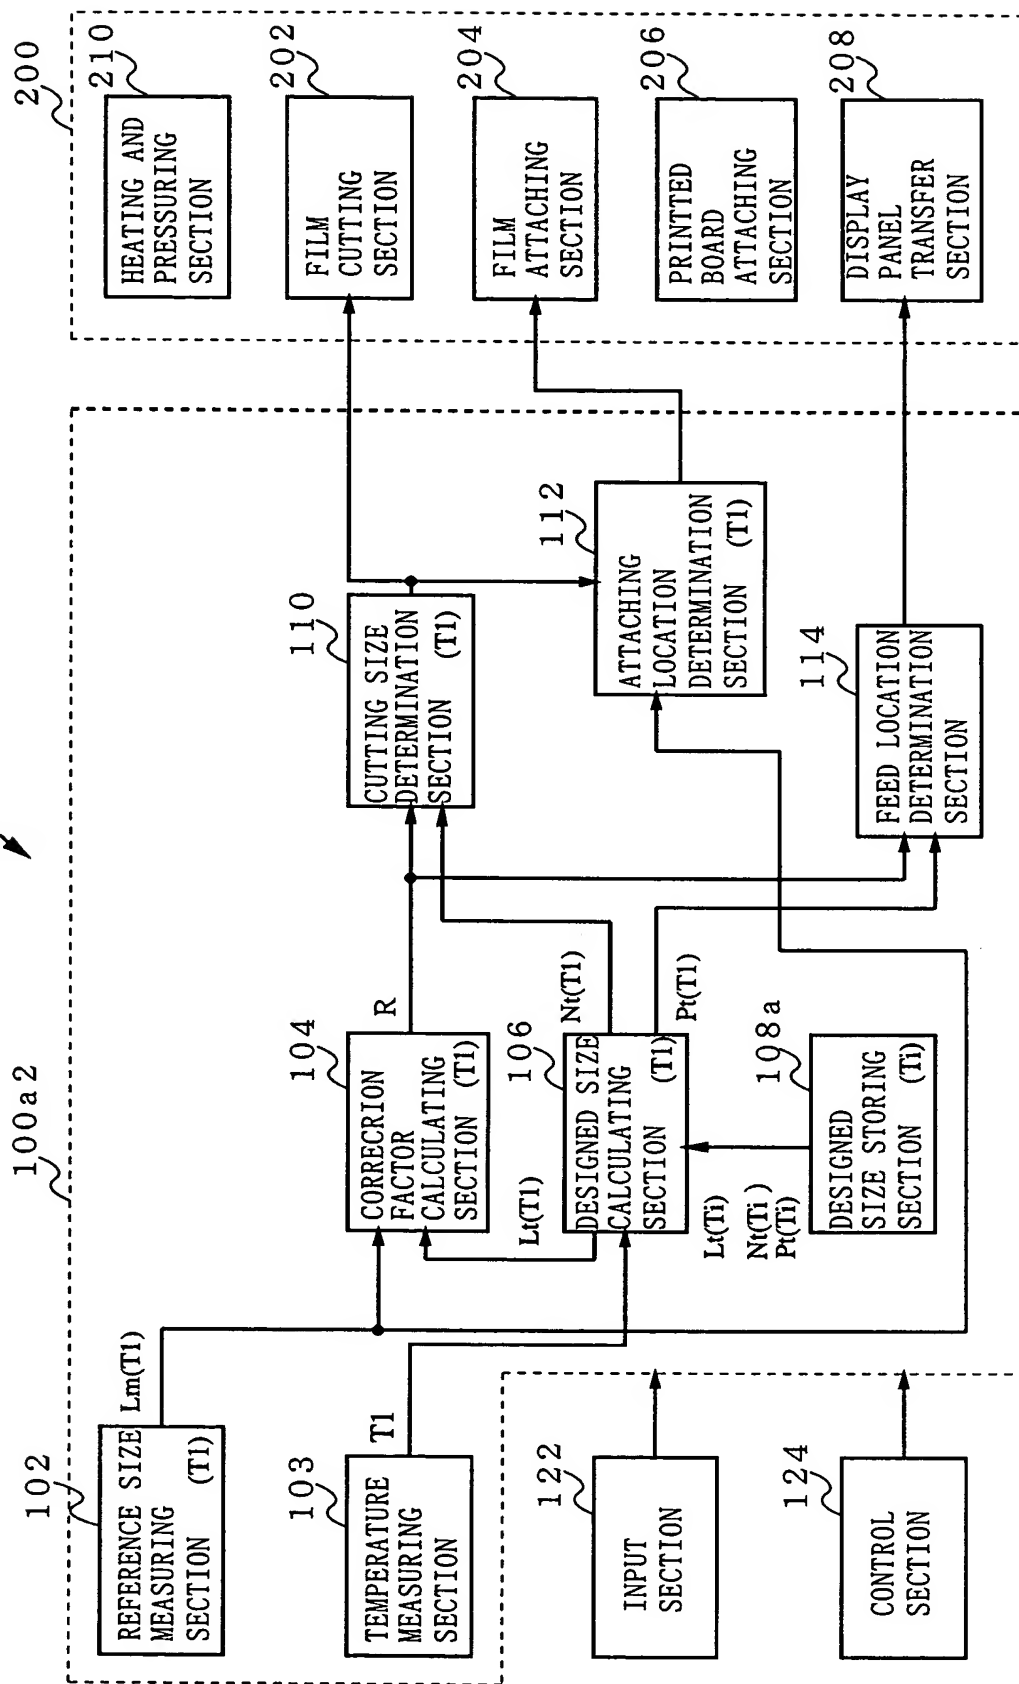 100a2
200
102
REFERENCE SIZE
MEASURING
SECTION (T1)
Lm(T1)
103
TEMPERATURE
MEASURING
SECTION
T1
122
INPUT
SECTION
124
CONTROL
SECTION
104
CORRECRION
FACTOR
CALCULATING
SECTION (T1)
R
Lt(T1)
106
DESIGNED SIZE
CALCULATING
SECTION (T1)
Nt(T1)
Pt(T1)
Lt(Ti)
Nt(Ti)
Pt(Ti)
108a
DESIGNED
SIZE STORING
SECTION (Ti)
110
CUTTING SIZE
DETERMINATION
SECTION (T1)
112
ATTACHING
LOCATION
DETERMINATION
SECTION (T1)
114
FEED LOCATION
DETERMINATION
SECTION
210
HEATING AND
PRESSURING
SECTION
202
FILM
CUTTING
SECTION
204
FILM
ATTACHING
SECTION
206
PRINTTED
BOARD
ATTACHING
SECTION
208
DISPLAY
PANEL
TRANSFER
SECTION